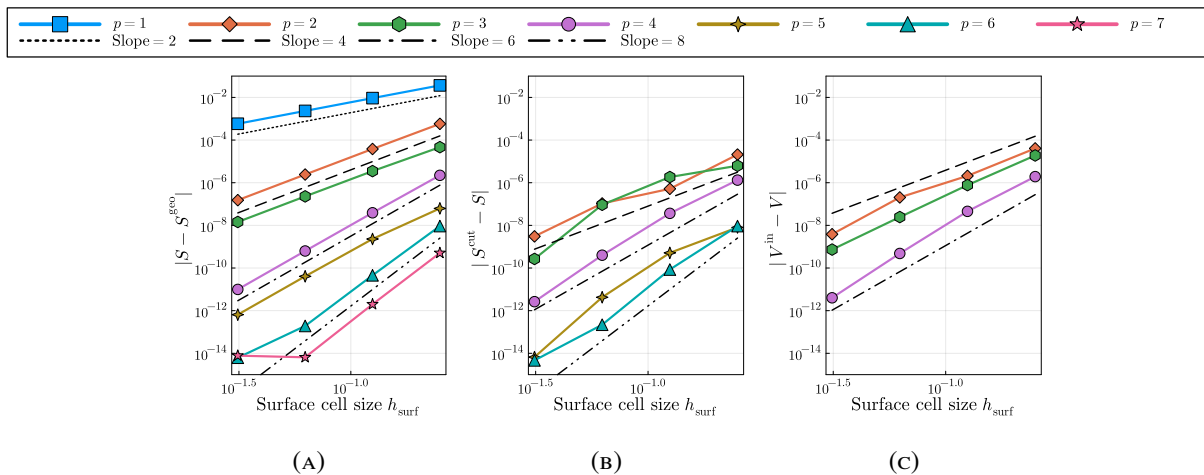 p = 1 p = 2 p = 3 p = 4 p = 5 p = 6 p = 7
Slope = 2 Slope = 4 Slope = 6 Slope = 8
10^-2
10^-4
10^-6
10^-8
10^-10
10^-12
10^-14
|S − S^geo|
10^-1.5 10^-1.0
Surface cell size h_surf
(A)
10^-2
10^-4
10^-6
10^-8
10^-10
10^-12
10^-14
|S^cut − S|
10^-1.5 10^-1.0
Surface cell size h_surf
(B)
10^-2
10^-4
10^-6
10^-8
10^-10
10^-12
10^-14
|V^in − V|
10^-1.5 10^-1.0
Surface cell size h_surf
(C)